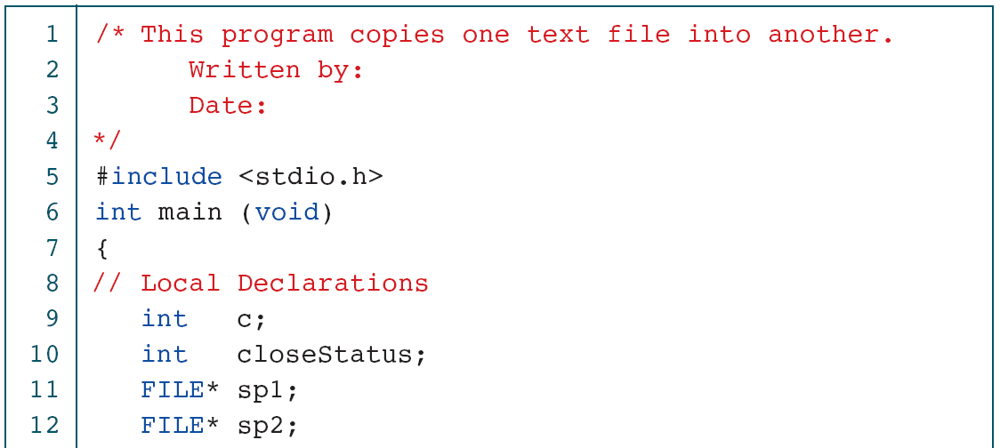 1 /* This program copies one text file into another.
2 Written by:
3 Date:
4 */
5 #include <stdio.h>
6 int main (void)
7 {
8 // Local Declarations
9 int c;
10 int closeStatus;
11 FILE* sp1;
12 FILE* sp2;